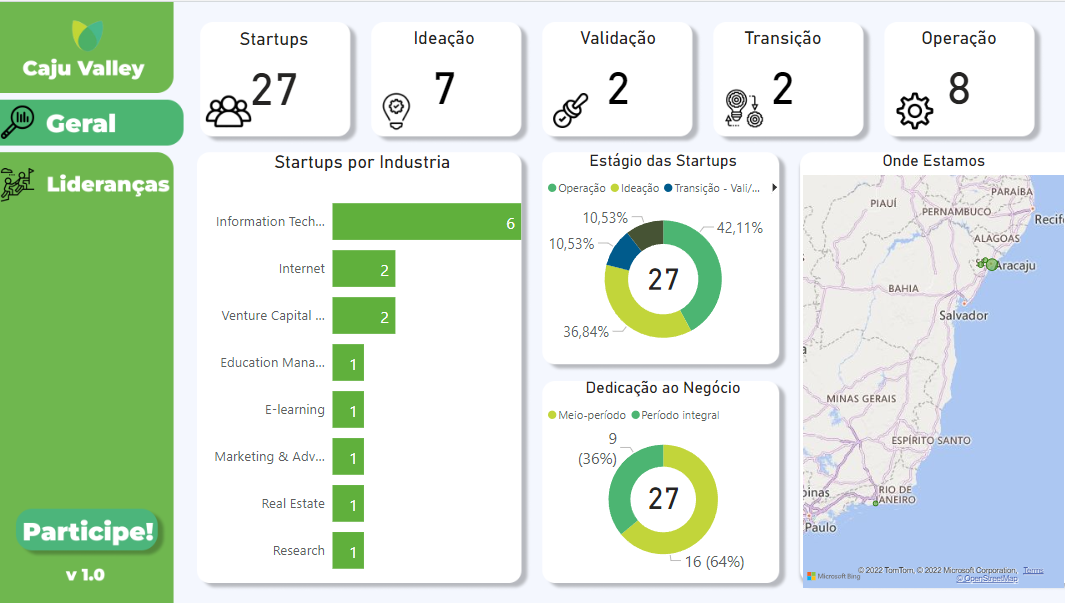 Caju Valley
Geral
Lideranças
Participe!
v 1.0
Startups
27
Ideação
7
Validação
2
Transição
2
Operação
8
Startups por Industria
Information Tech...
6
Internet
2
Venture Capital ...
2
Education Mana...
1
E-learning
1
Marketing & Adv...
1
Real Estate
1
Research
1
Estágio das Startups
Operação Ideação Transição - Vali/...
10,53%
42,11%
10,53%
27
36,84%
Dedicação ao Negócio
Meio-período Período integral
9
(36%)
27
16 (64%)
Onde Estamos
PARAÍBA
PIAUÍ
PERNAMBUCO
Recif
ALAGOAS
Aracaju
BAHIA
Salvador
MINAS GERAIS
ESPÍRITO SANTO
RIO DE
JANEIRO
pinas
Paulo
Microsoft Bing
© 2022 TomTom, © 2022 Microsoft Corporation, Terms
© OpenStreetMap